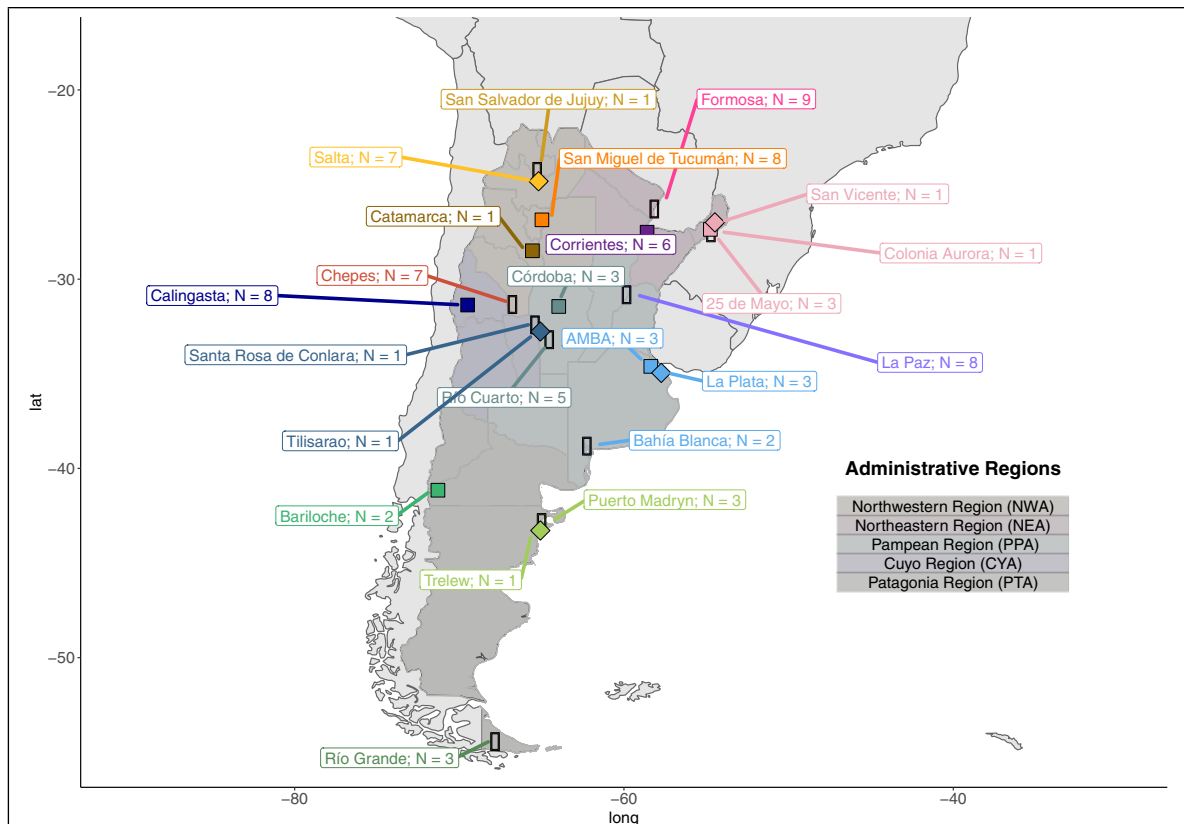 −20
San Salvador de Jujuy; N = 1
Formosa; N = 9
Salta; N = 7
San Miguel de Tucumán; N = 8
San Vicente; N = 1
Catamarca; N = 1
Corrientes; N = 6
Colonia Aurora; N = 1
−30
Chepes; N = 7
Córdoba; N = 3
Calingasta; N = 8
25 de Mayo; N = 3
AMBA; N = 3
Santa Rosa de Conlara; N = 1
La Paz; N = 8
La Plata; N = 3
Río Cuarto; N = 5
lat
Tilisarao; N = 1
Bahía Blanca; N = 2
−40
Administrative Regions
Puerto Madryn; N = 3
Northwestern Region (NWA)
Bariloche; N = 2
Northeastern Region (NEA)
Pampean Region (PPA)
Cuyo Region (CYA)
Trelew; N = 1
Patagonia Region (PTA)
−50
Río Grande; N = 3
−80
−60
−40
long